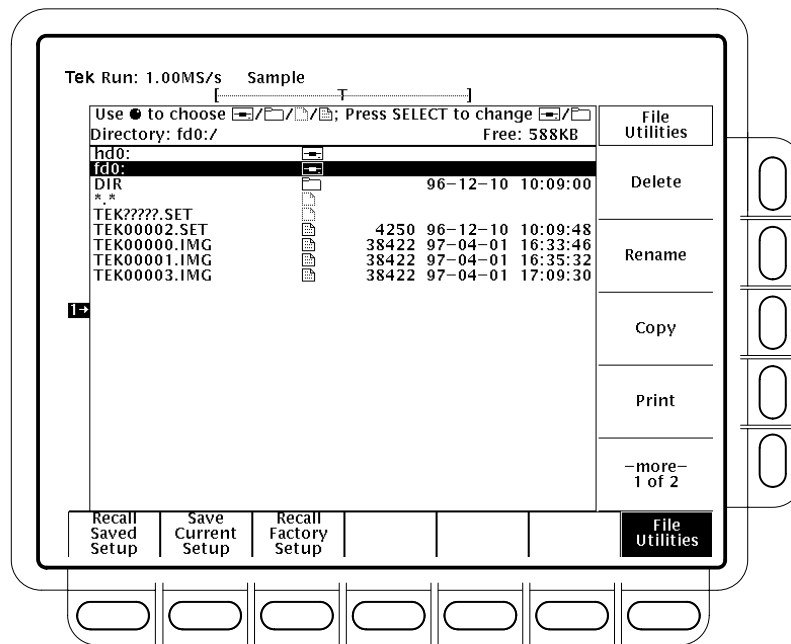 Tek Run: 1.00MS/s Sample
T
Use to choose / / / ; Press SELECT to change /
Directory: fd0:/ Free: 588KB
hd0:
fd0:
DIR 96-12-10 10:09:00
*.*
TEK?????.SET
TEK00002.SET 4250 96-12-10 10:09:48
TEK00000.IMG 38422 97-04-01 16:33:46
TEK00001.IMG 38422 97-04-01 16:35:32
TEK00003.IMG 38422 97-04-01 17:09:30
1→
File
Utilities
Delete
Rename
Copy
Print
-more-
1 of 2
Recall
Saved
Setup
Save
Current
Setup
Recall
Factory
Setup
File
Utilities